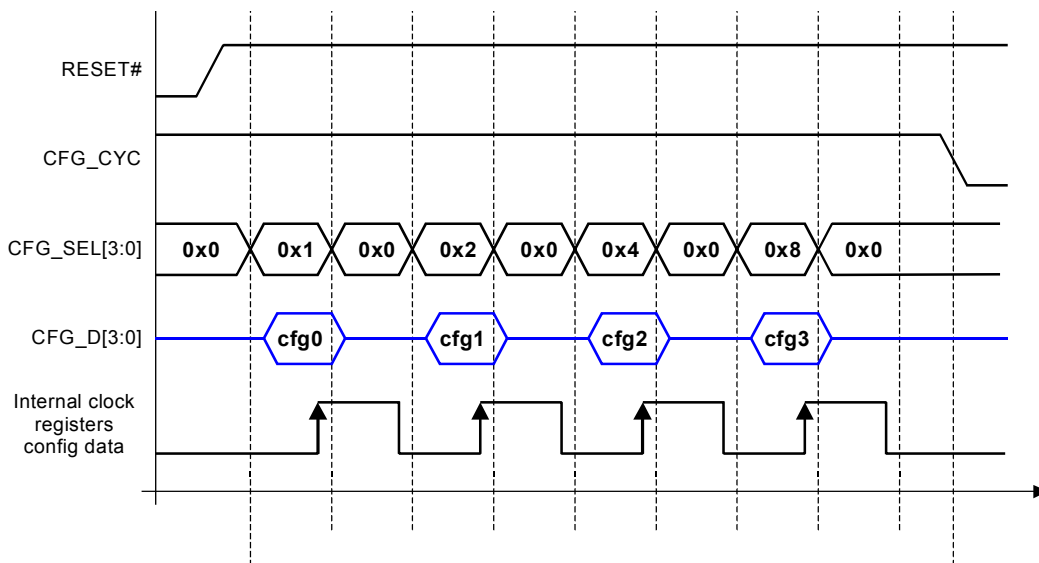 RESET#
CFG_CYC
CFG_SEL[3:0] 0x0 0x1 0x0 0x2 0x0 0x4 0x0 0x8 0x0
CFG_D[3:0] cfg0 cfg1 cfg2 cfg3
Internal clock
registers
config data